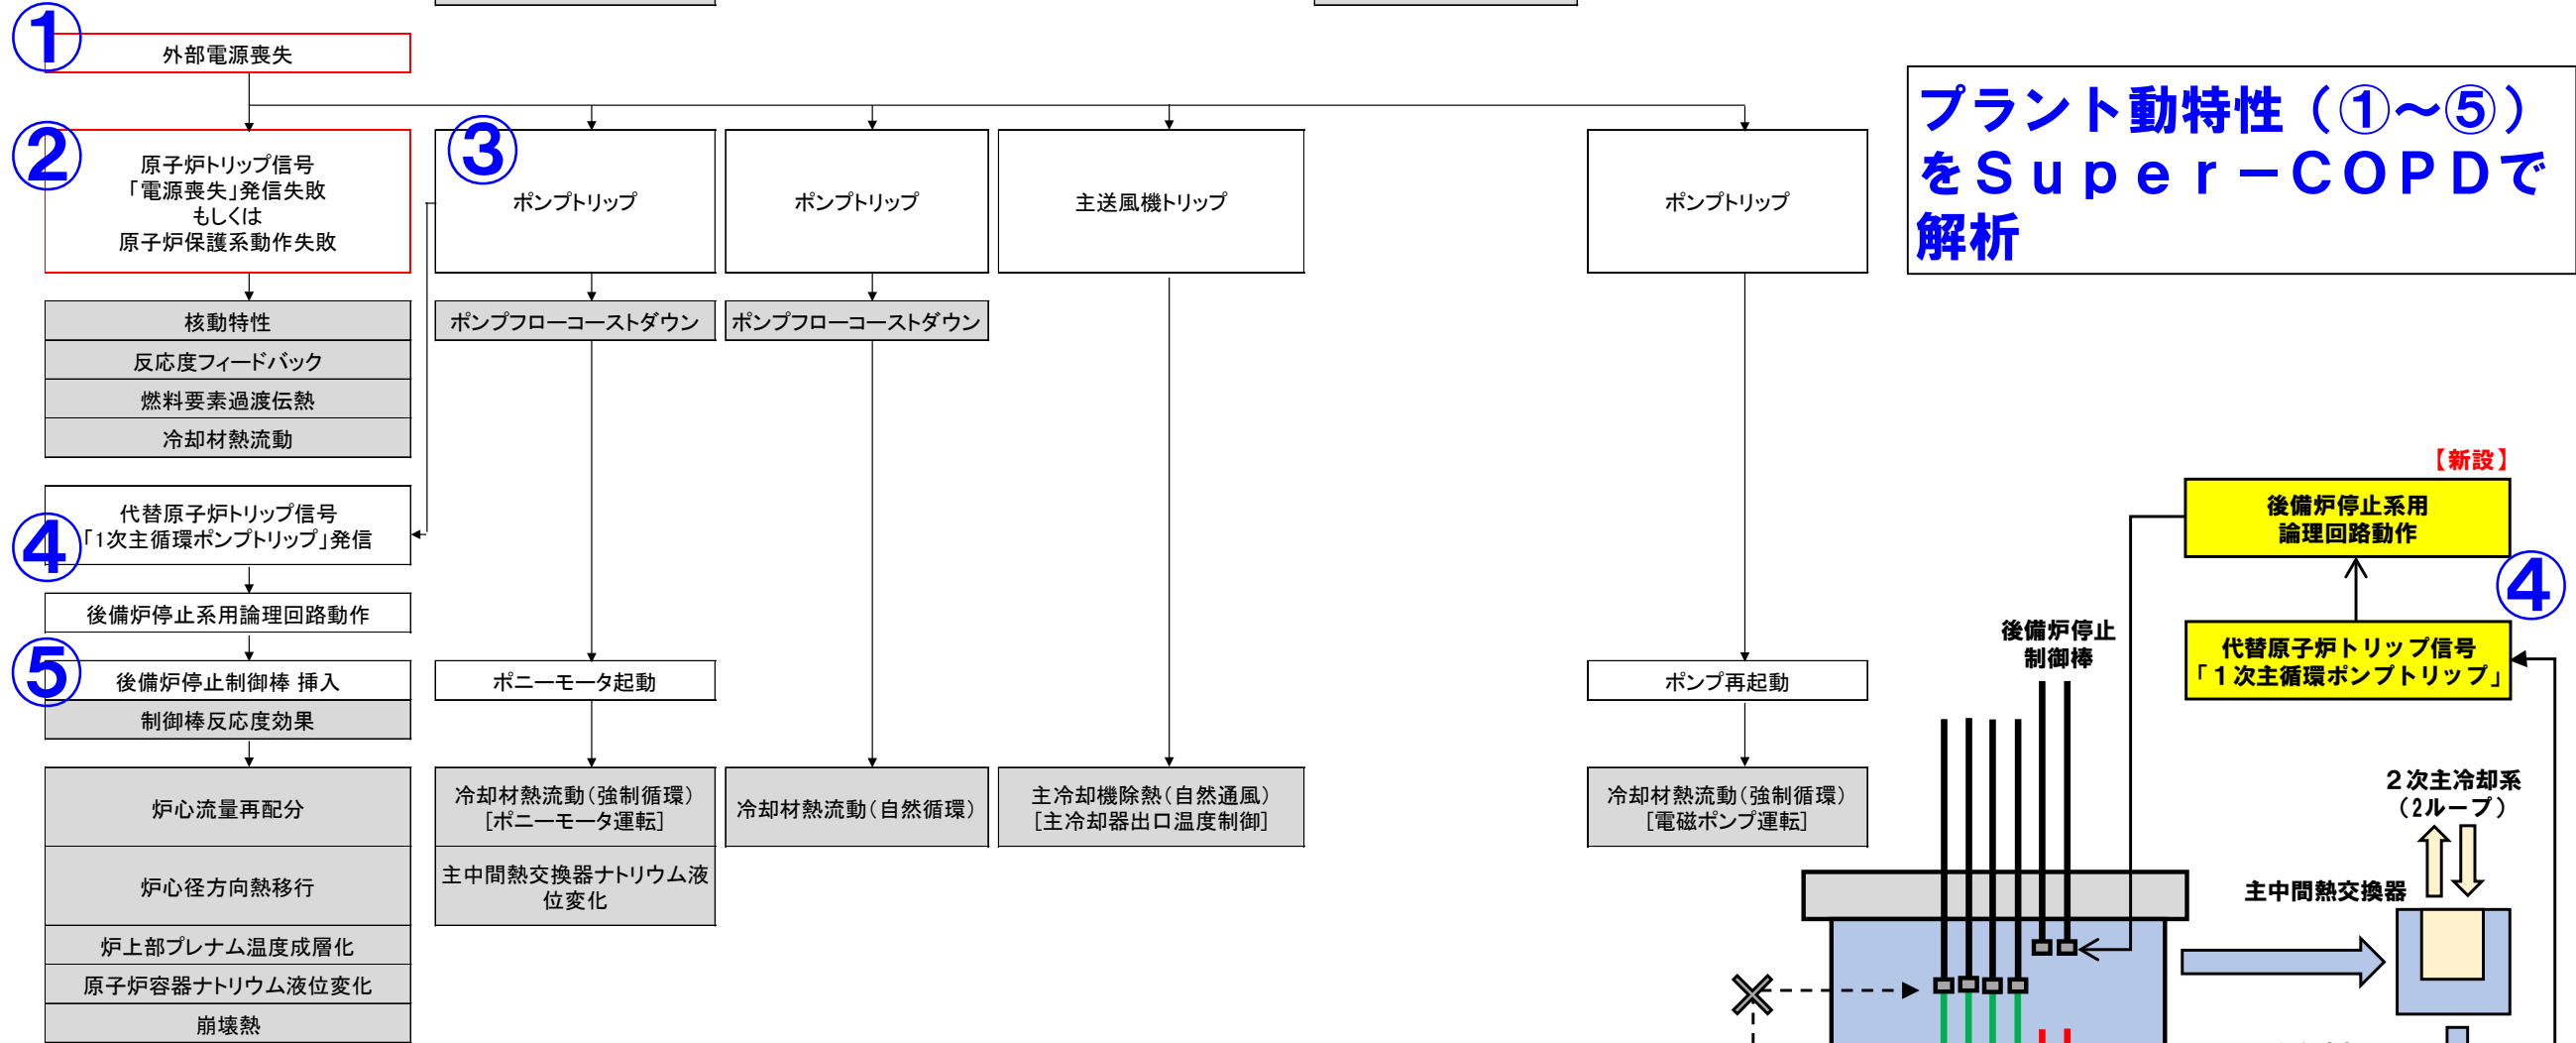 ①
外部電源喪失
②
原子炉トリップ信号
「電源喪失」発信失敗
もしくは
原子炉保護系動作失敗
③
ポンプトリップ
ポンプトリップ
主送風機トリップ
ポンプトリップ
プラント動特性（①～⑤）
をＳｕｐｅｒ－ＣＯＰＤで
解析
核動特性
反応度フィードバック
燃料要素過渡伝熱
冷却材熱流動
ポンプフローコーストダウン
ポンプフローコーストダウン
④
代替原子炉トリップ信号
「1次主循環ポンプトリップ」発信
後備炉停止系用論理回路動作
⑤
後備炉停止制御棒 挿入
制御棒反応度効果
ポニーモータ起動
ポンプ再起動
炉心流量再配分
炉心径方向熱移行
炉上部プレナム温度成層化
原子炉容器ナトリウム液位変化
崩壊熱
冷却材熱流動（強制循環）
［ポニーモータ運転］
主中間熱交換器ナトリウム液
位変化
冷却材熱流動（自然循環）
主冷却機除熱（自然通風）
［主冷却器出口温度制御］
冷却材熱流動（強制循環）
［電磁ポンプ運転］
【新設】
後備炉停止系用
論理回路動作
④
代替原子炉トリップ信号
「１次主循環ポンプトリップ」
後備炉停止
制御棒
２次主冷却系
（2ループ）
主中間熱交換器